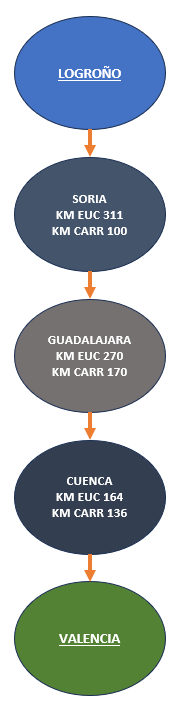 LOGROÑO
SORIA
KM EUC 311
KM CARR 100
GUADALAJARA
KM EUC 270
KM CARR 170
CUENCA
KM EUC 164
KM CARR 136
VALENCIA